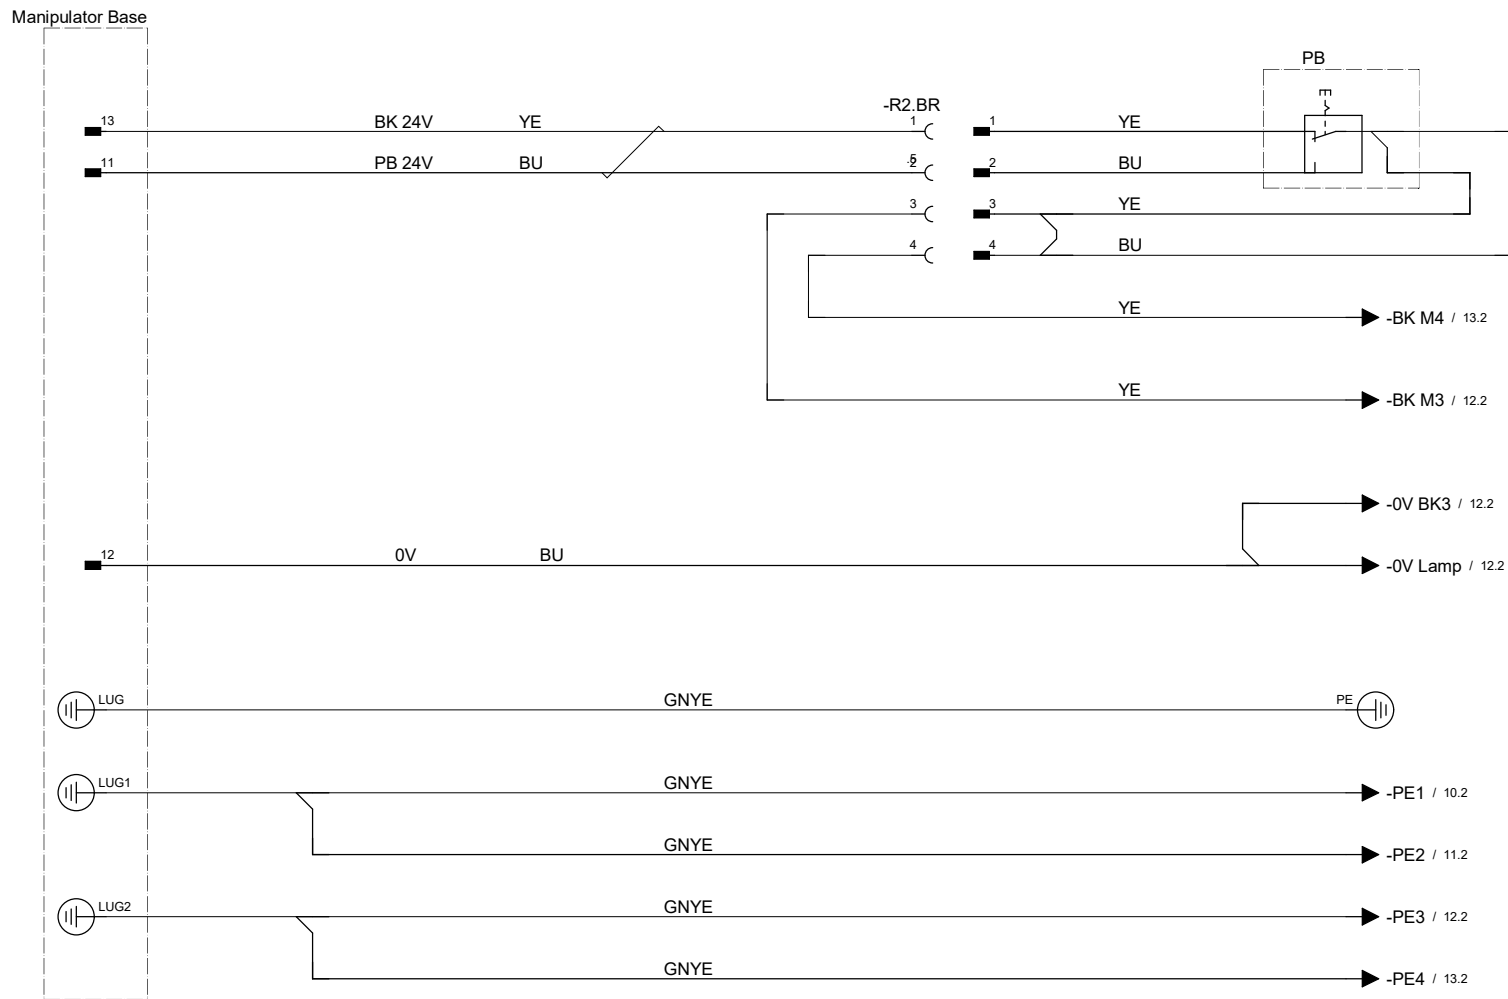 Manipulator Base
PB
-R2.BR
13 BK 24V YE 1 1 YE
11 PB 24V BU 2 2 BU
3 3 YE
4 4 BU
YE -BK M4 / 13.2
YE -BK M3 / 12.2
-0V BK3 / 12.2
12 0V BU -0V Lamp / 12.2
LUG GNYE PE
LUG1 GNYE -PE1 / 10.2
GNYE -PE2 / 11.2
LUG2 GNYE -PE3 / 12.2
GNYE -PE4 / 13.2